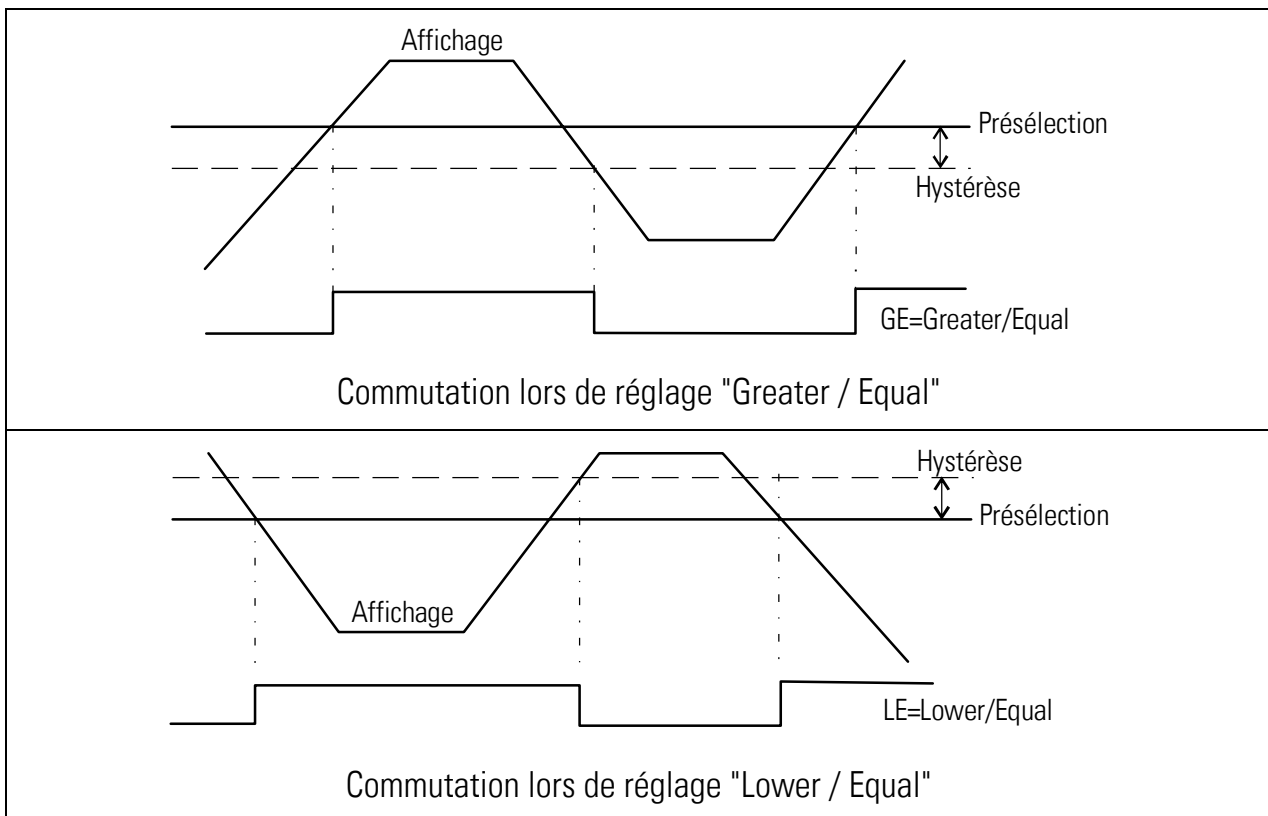 Affichage
Présélection
Hystérèse
GE=Greater/Equal
Commutation lors de réglage "Greater / Equal"
Hystérèse
Présélection
Affichage
LE=Lower/Equal
Commutation lors de réglage "Lower / Equal"